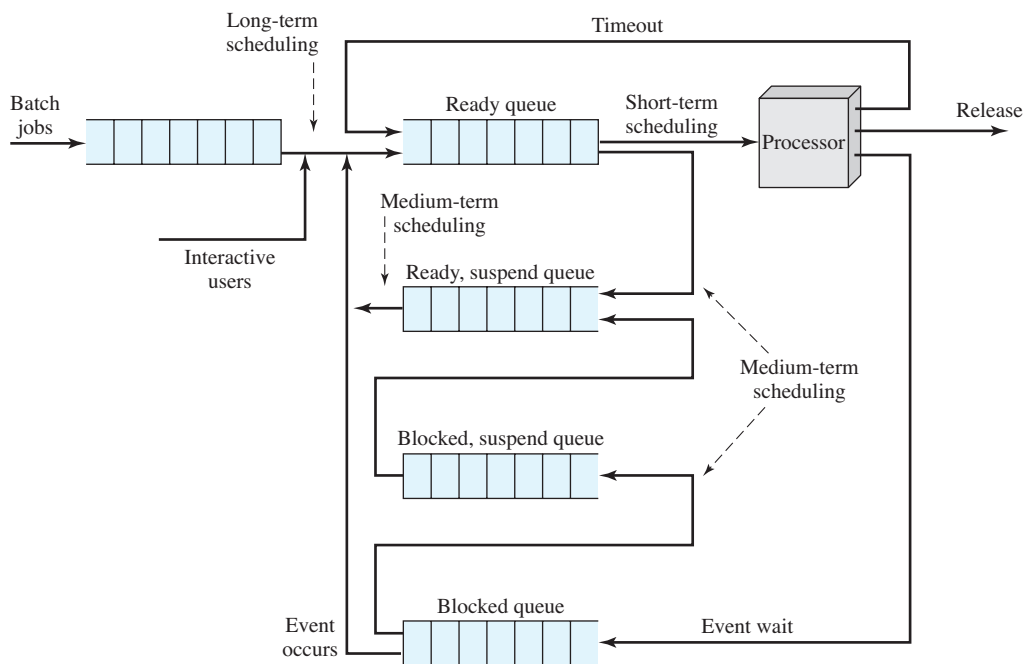 Long-term
scheduling
Timeout
Batch
jobs
Ready queue
Short-term
scheduling
Processor
Release
Interactive
users
Medium-term
scheduling
Ready, suspend queue
Medium-term
scheduling
Blocked, suspend queue
Blocked queue
Event
occurs
Event wait